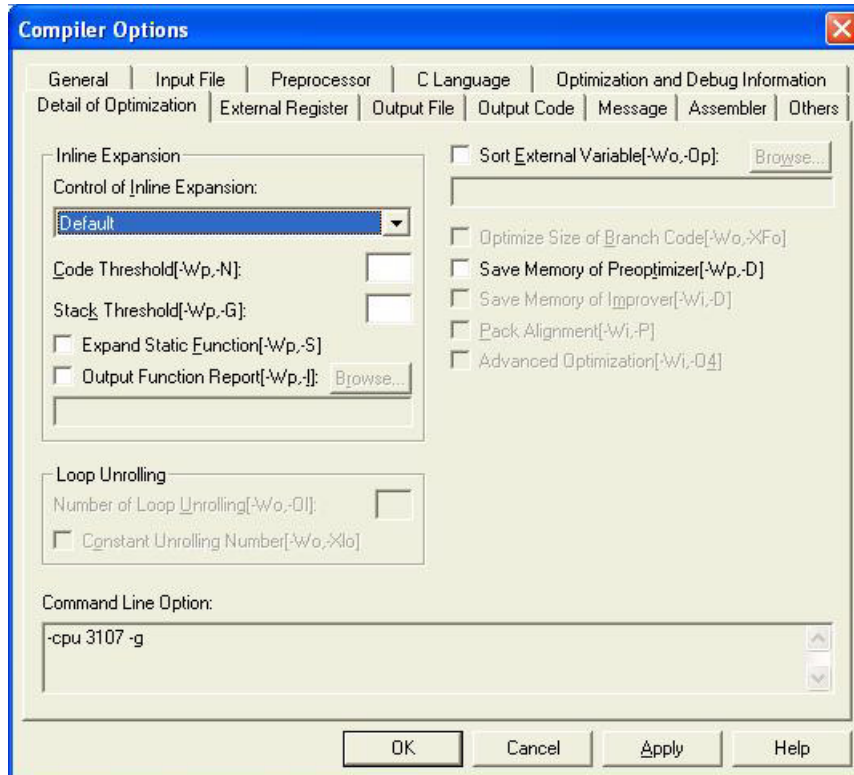 Compiler Options
General | Input File | Preprocessor | C Language | Optimization and Debug Information
Detail of Optimization | External Register | Output File | Output Code | Message | Assembler | Others
Inline Expansion
Control of Inline Expansion:
Default
Code Threshold[-Wp,-N]:
Stack Threshold[-Wp,-G]:
Expand Static Function[-Wp,-S]
Output Function Report[-Wp,-l]: Browse...
Sort External Variable[-Wo,-Op]: Browse...
Optimize Size of Branch Code[-Wo,-XFo]
Save Memory of Preoptimizer[-Wp,-D]
Save Memory of Improver[-Wi,-D]
Pack Alignment[-Wi,-P]
Advanced Optimization[-Wi,-O4]
Loop Unrolling
Number of Loop Unrolling[-Wo,-Ol]:
Constant Unrolling Number[-Wo,-Xlo]
Command Line Option:
-cpu 3107 -g
OK Cancel Apply Help